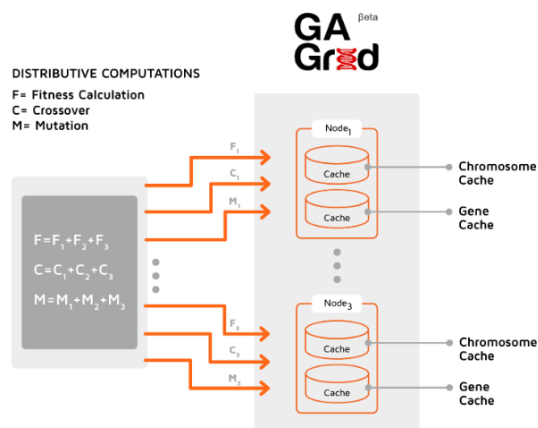 GA βeta
Grid
DISTRIBUTIVE COMPUTATIONS
F= Fitness Calculation
C= Crossover
M= Mutation
F=F₁+F₂+F₃
C=C₁+C₂+C₃
M=M₁+M₂+M₃
F₁
C₁
M₁
Node₁
Cache
Cache
Chromosome
Cache
Gene
Cache
F₃
C₃
M₃
Node₃
Cache
Cache
Chromosome
Cache
Gene
Cache